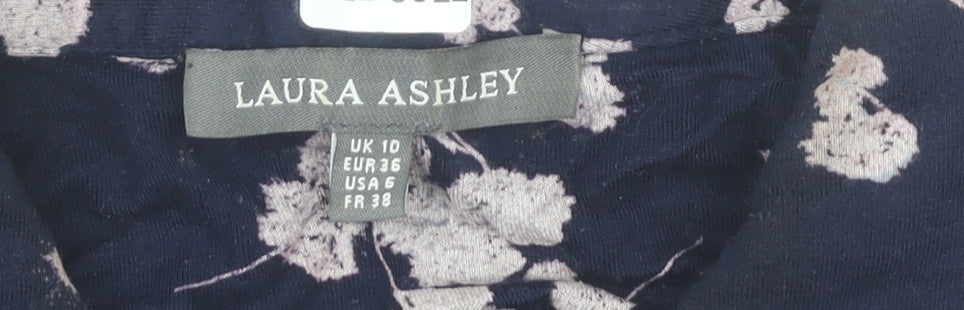 LAURA ASHLEY
UK 10
EUR 36
USA 6
FR 38